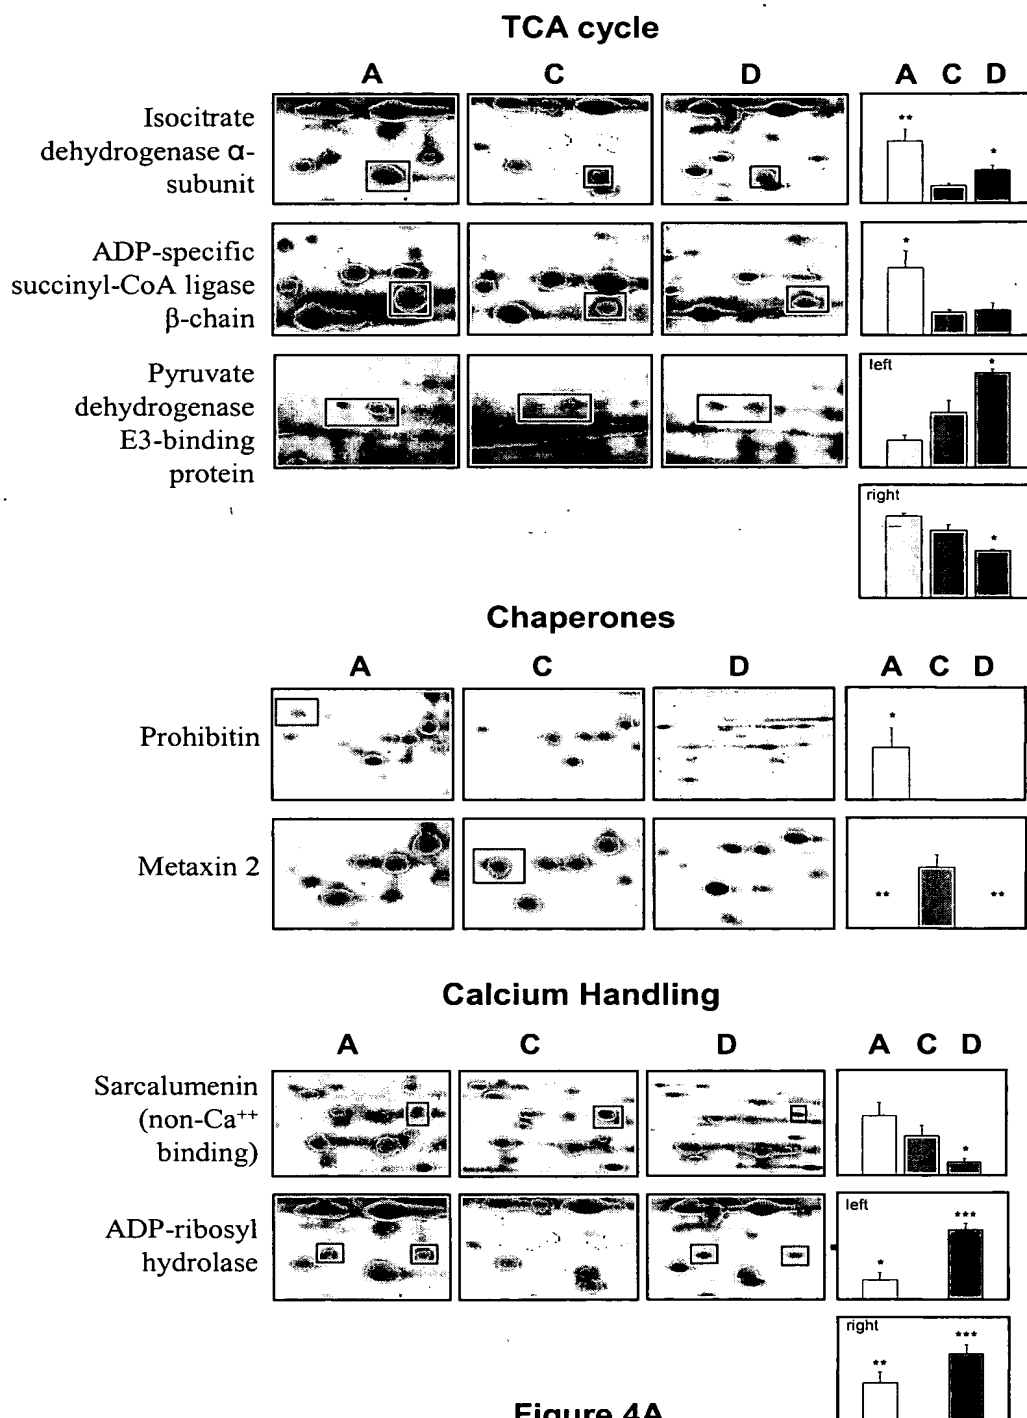 TCA cycle
A C D A C D
Isocitrate
dehydrogenase α-
subunit
** *
ADP-specific
succinyl-CoA ligase
β-chain
*
Pyruvate
dehydrogenase
E3-binding
protein
left *
right *
Chaperones
A C D A C D
Prohibitin
*
Metaxin 2
** **
Calcium Handling
A C D A C D
Sarcalumenin
(non-Ca⁺⁺
binding)
*
ADP-ribosyl
hydrolase
left * ***
right ** ***
Figure 4A